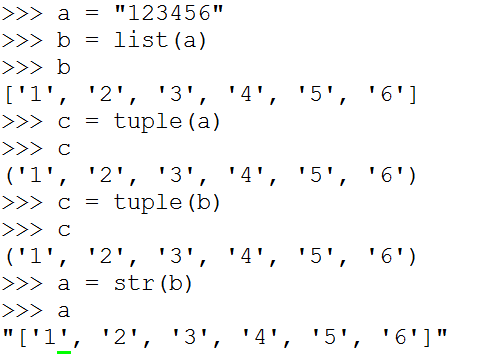 >>> a = "123456"
>>> b = list(a)
>>> b
['1', '2', '3', '4', '5', '6']
>>> c = tuple(a)
>>> c
('1', '2', '3', '4', '5', '6')
>>> c = tuple(b)
>>> c
('1', '2', '3', '4', '5', '6')
>>> a = str(b)
>>> a
"['1', '2', '3', '4', '5', '6']"